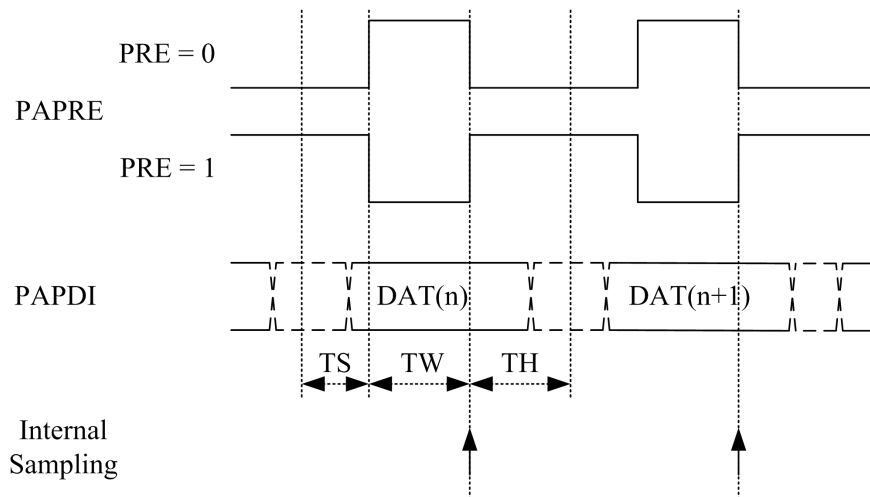 PRE = 0
PAPRE
PRE = 1
PAPDI
DAT(n)
DAT(n+1)
TS
TW
TH
Internal
Sampling